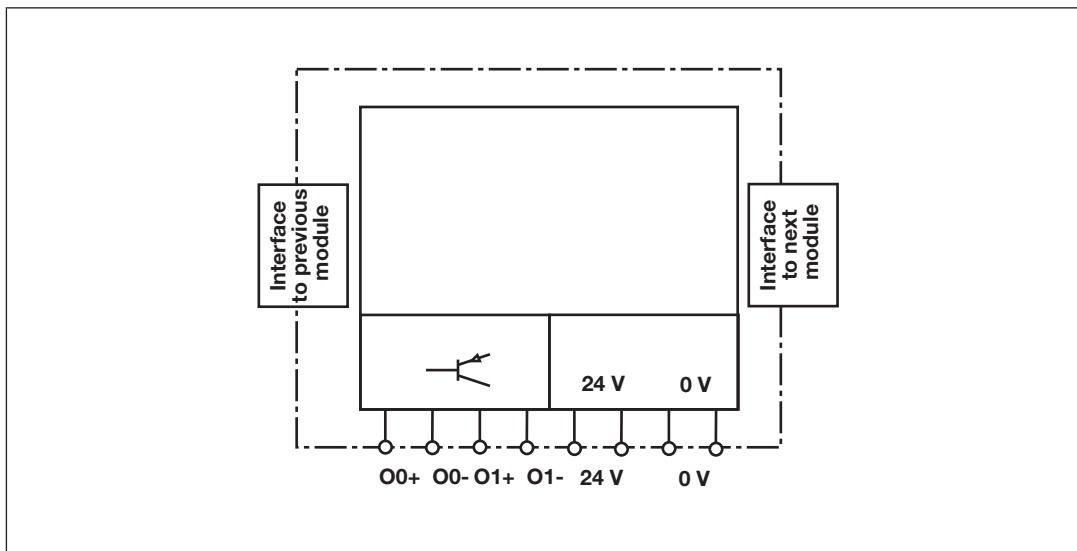 Interface
to previous
module
Interface
to next
module
24 V 0 V
O0+ O0- O1+ O1- 24 V 0 V